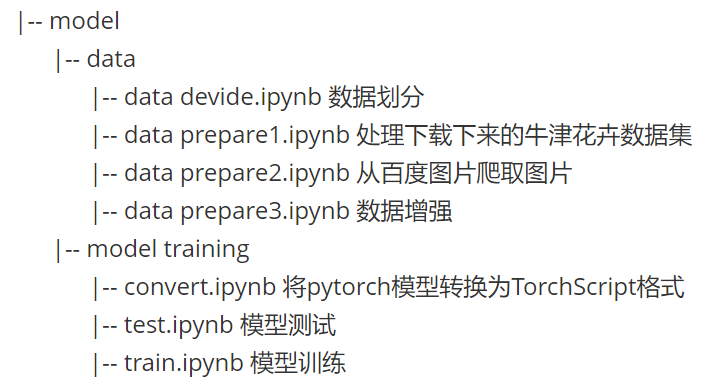 |-- model
|-- data
|-- data devide.ipynb 数据划分
|-- data prepare1.ipynb 处理下载下来的牛津花卉数据集
|-- data prepare2.ipynb 从百度图片爬取图片
|-- data prepare3.ipynb 数据增强
|-- model training
|-- convert.ipynb 将pytorch模型转换为TorchScript格式
|-- test.ipynb 模型测试
|-- train.ipynb 模型训练